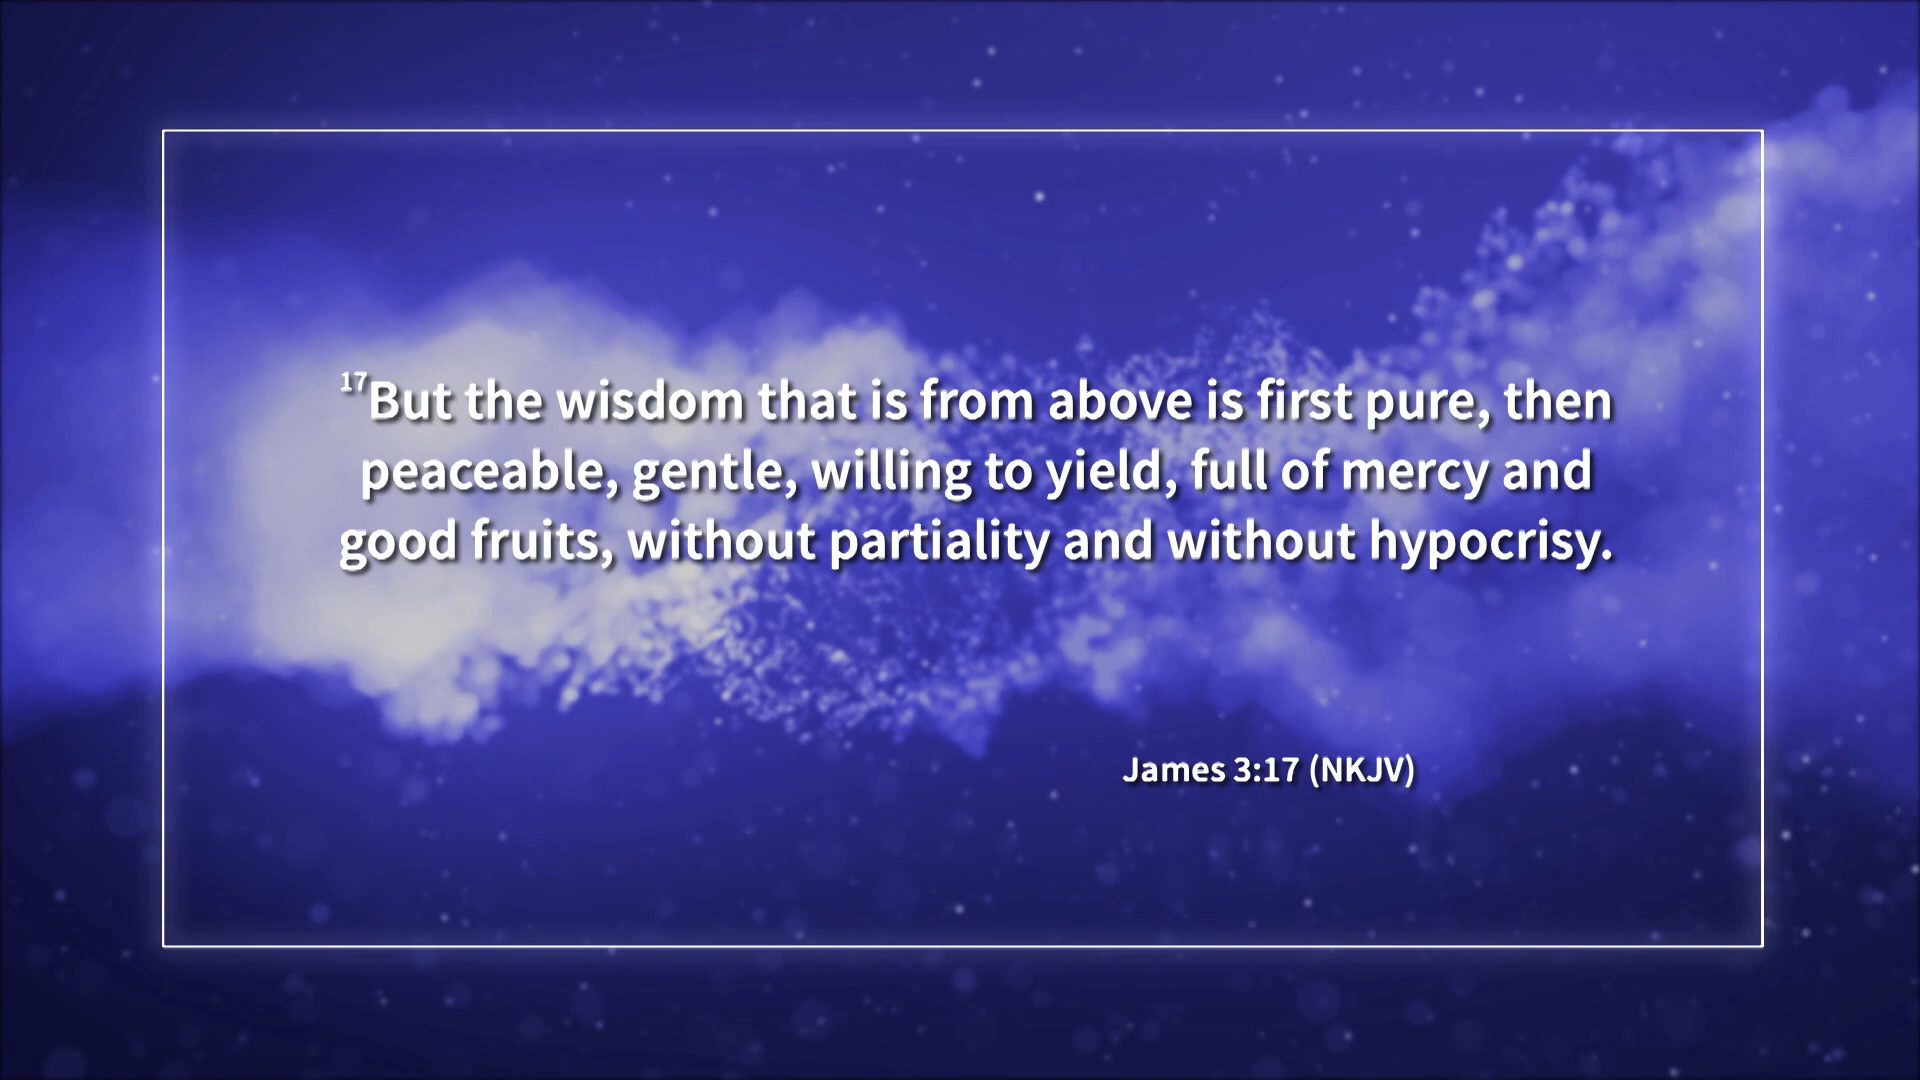 17But the wisdom that is from above is first pure, then
peaceable, gentle, willing to yield, full of mercy and
good fruits, without partiality and without hypocrisy.
James 3:17 (NKJV)